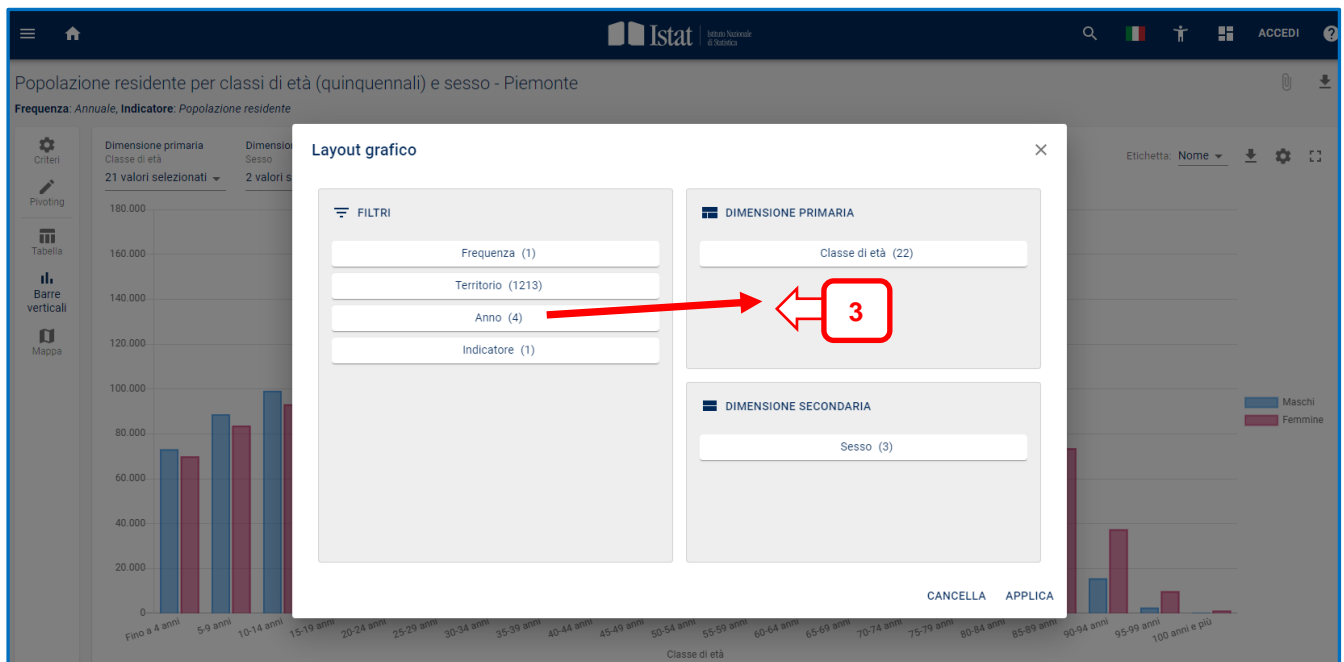 Istat Istituto Nazionale
di Statistica
ACCEDI
Popolazione residente per classi di età (quinquennali) e sesso - Piemonte
Frequenza: Annuale, Indicatore: Popolazione residente
Criteri
Pivoting
Tabella
Barre
verticali
Mappa
Dimensione primaria
Classe di età
21 valori selezionati
Dimensio
Sesso
2 valori s
Etichetta: Nome
Layout grafico
FILTRI
Frequenza (1)
Territorio (1213)
Anno (4)
Indicatore (1)
DIMENSIONE PRIMARIA
Classe di età (22)
3
DIMENSIONE SECONDARIA
Sesso (3)
CANCELLA APPLICA
180.000
160.000
140.000
120.000
100.000
80.000
60.000
40.000
20.000
0
Maschi
Femmine
Fino a 4 anni
5-9 anni
10-14 anni
15-19 anni
20-24 anni
25-29 anni
30-34 anni
35-39 anni
40-44 anni
45-49 anni
50-54 anni
55-59 anni
60-64 anni
65-69 anni
70-74 anni
75-79 anni
80-84 anni
85-89 anni
90-94 anni
95-99 anni
100 anni e più
Classe di età